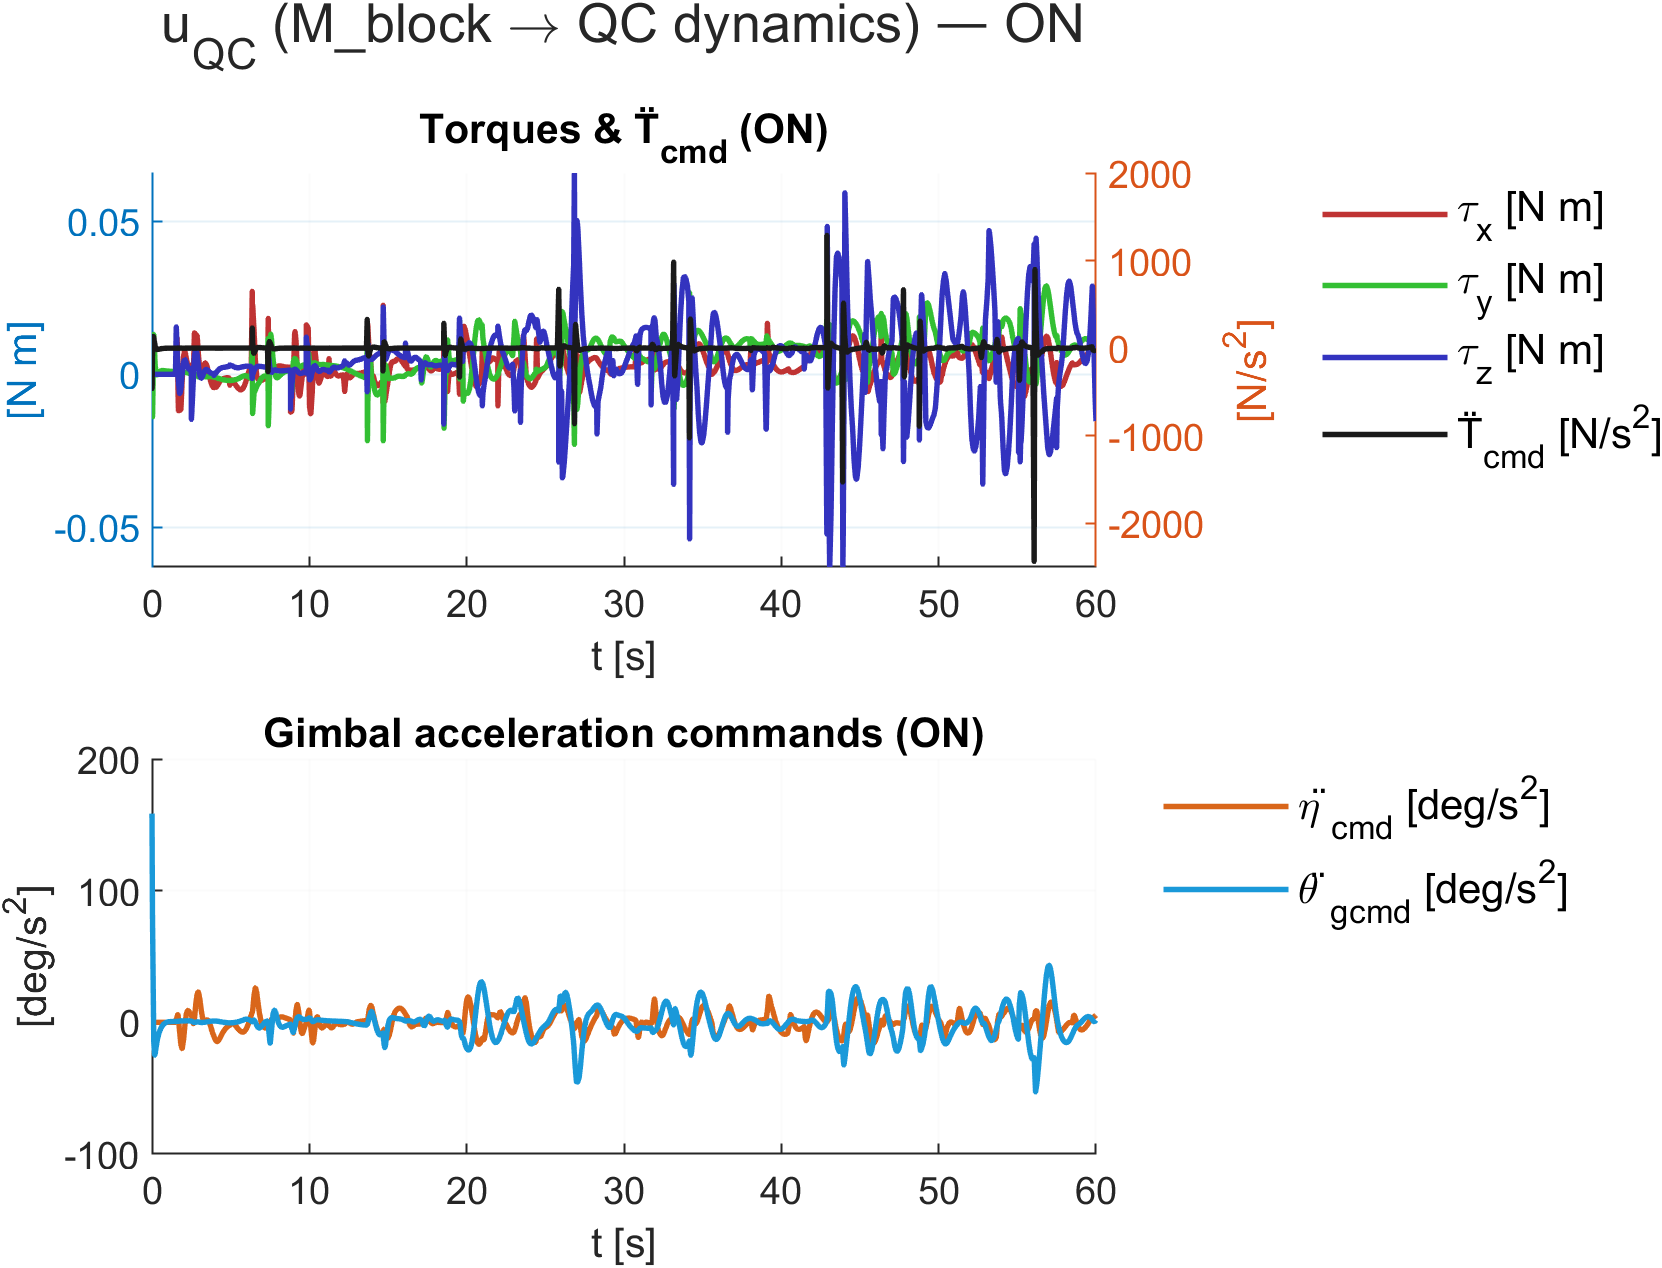 u_QC (M_block → QC dynamics) — ON
Torques & T̈_cmd (ON)
0.05
0
-0.05
[N m]
2000
1000
0
-1000
-2000
[N/s²]
0 10 20 30 40 50 60
t [s]
τ_x [N m]
τ_y [N m]
τ_z [N m]
T̈_cmd [N/s²]
Gimbal acceleration commands (ON)
200
100
0
-100
[deg/s²]
0 10 20 30 40 50 60
t [s]
η̈_cmd [deg/s²]
θ̈_gcmd [deg/s²]